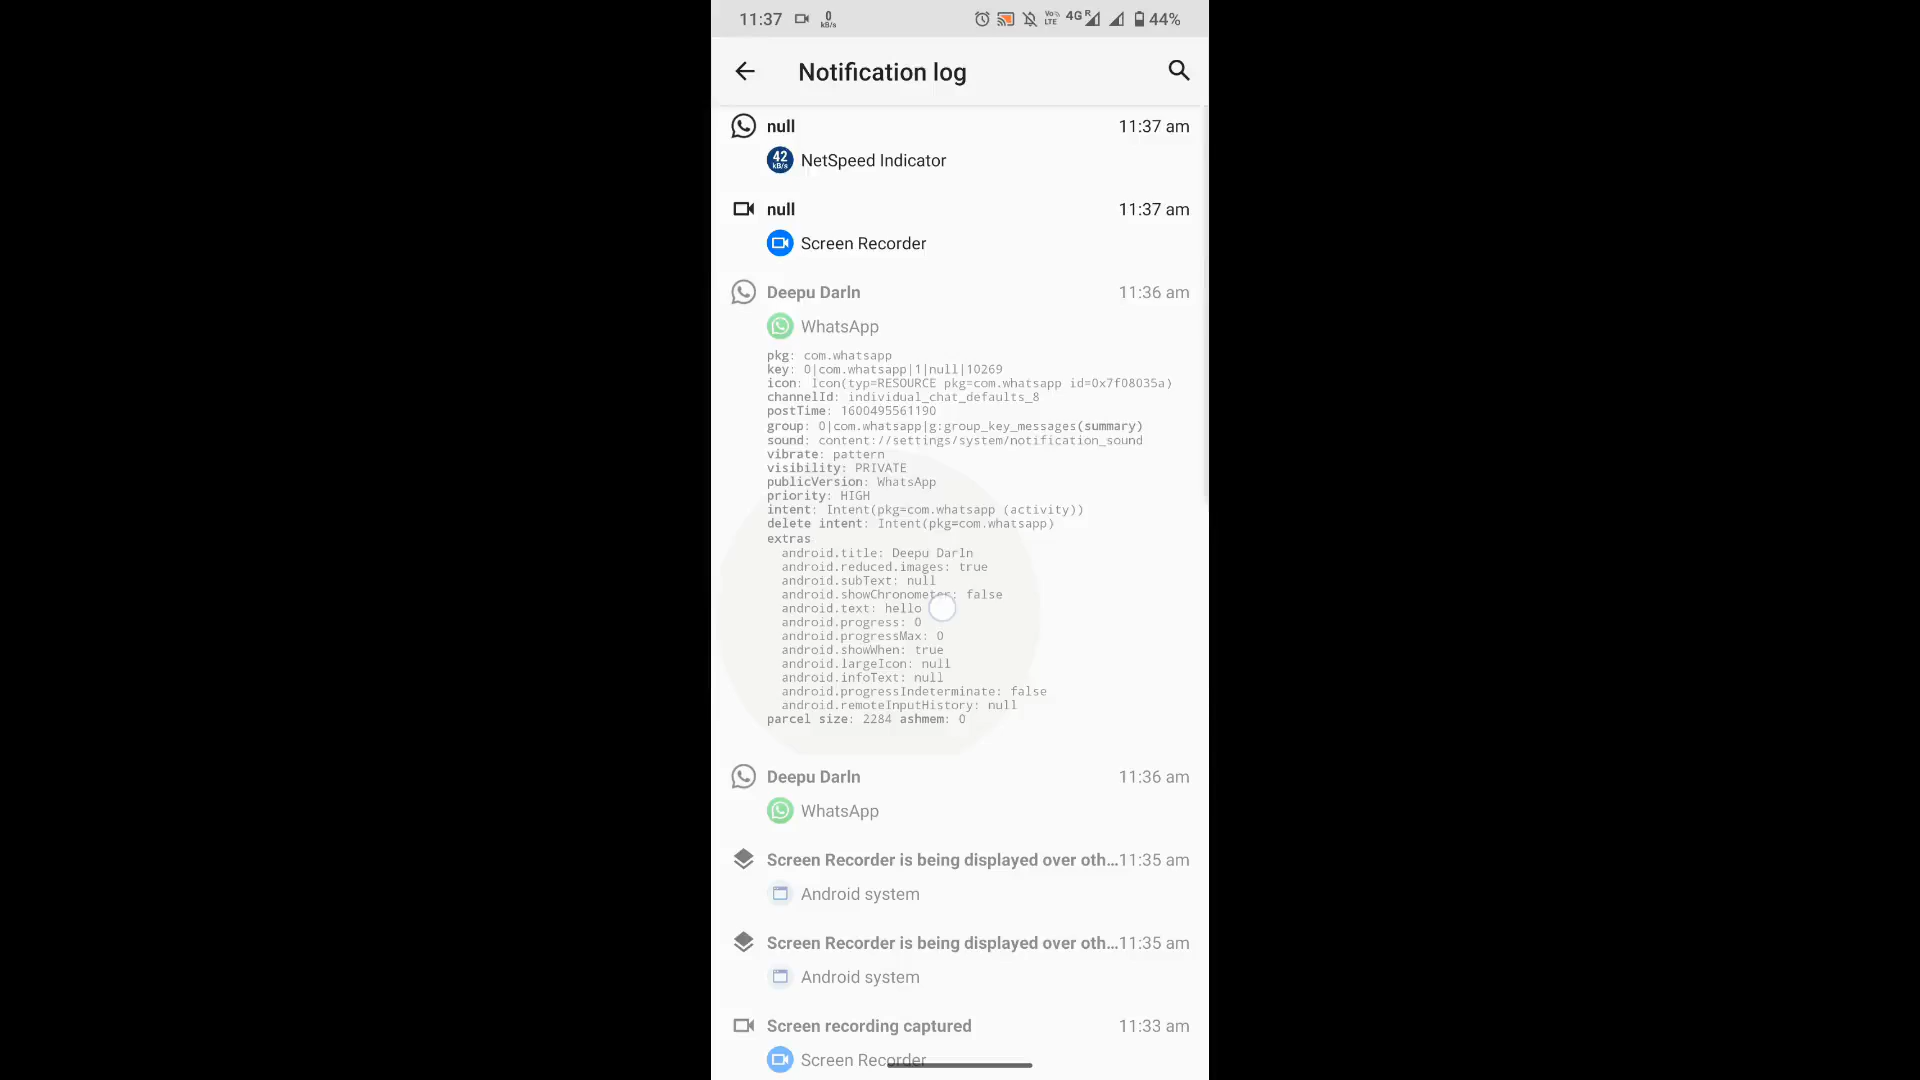 11:37
0
kB/s
Vo
LTE
4G R
44%
Notification log
null 11:37 am
42
kB/s
NetSpeed Indicator
null 11:37 am
Screen Recorder
Deepu Darln 11:36 am
WhatsApp
pkg: com.whatsapp
key: 0|com.whatsapp|1|null|10269
icon: Icon(typ=RESOURCE pkg=com.whatsapp id=0x7f08035a)
channelId: individual_chat_defaults_8
postTime: 1600495561190
group: 0|com.whatsapp|g:group_key_messages(summary)
sound: content://settings/system/notification_sound
vibrate: pattern
visibility: PRIVATE
publicVersion: WhatsApp
priority: HIGH
intent: Intent(pkg=com.whatsapp (activity))
delete intent: Intent(pkg=com.whatsapp)
extras
android.title: Deepu Darln
android.reduced.images: true
android.subText: null
android.showChronometer: false
android.text: hello
android.progress: 0
android.progressMax: 0
android.showWhen: true
android.largeIcon: null
android.infoText: null
android.progressIndeterminate: false
android.remoteInputHistory: null
parcel size: 2284 ashmem: 0
Deepu Darln 11:36 am
WhatsApp
Screen Recorder is being displayed over oth... 11:35 am
Android system
Screen Recorder is being displayed over oth... 11:35 am
Android system
Screen recording captured 11:33 am
Screen Recorder